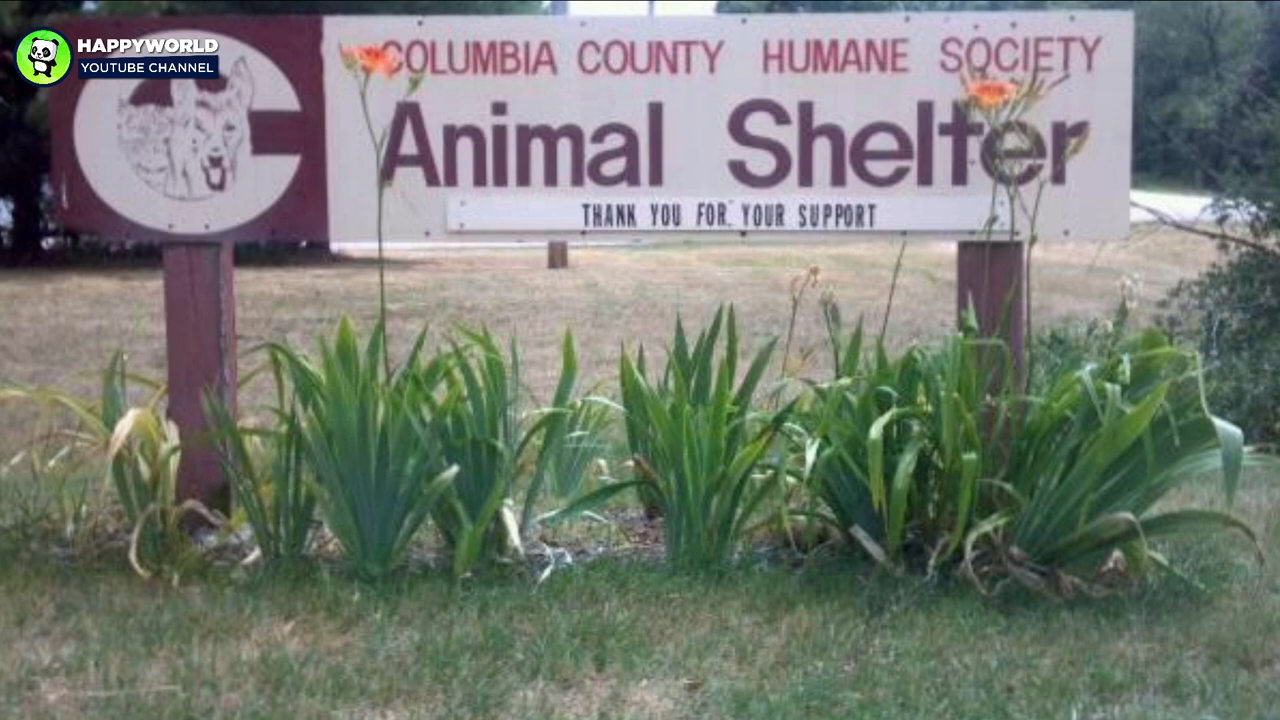 HAPPYWORLD
YOUTUBE CHANNEL
COLUMBIA COUNTY HUMANE SOCIETY
Animal Shelter
THANK YOU FOR YOUR SUPPORT